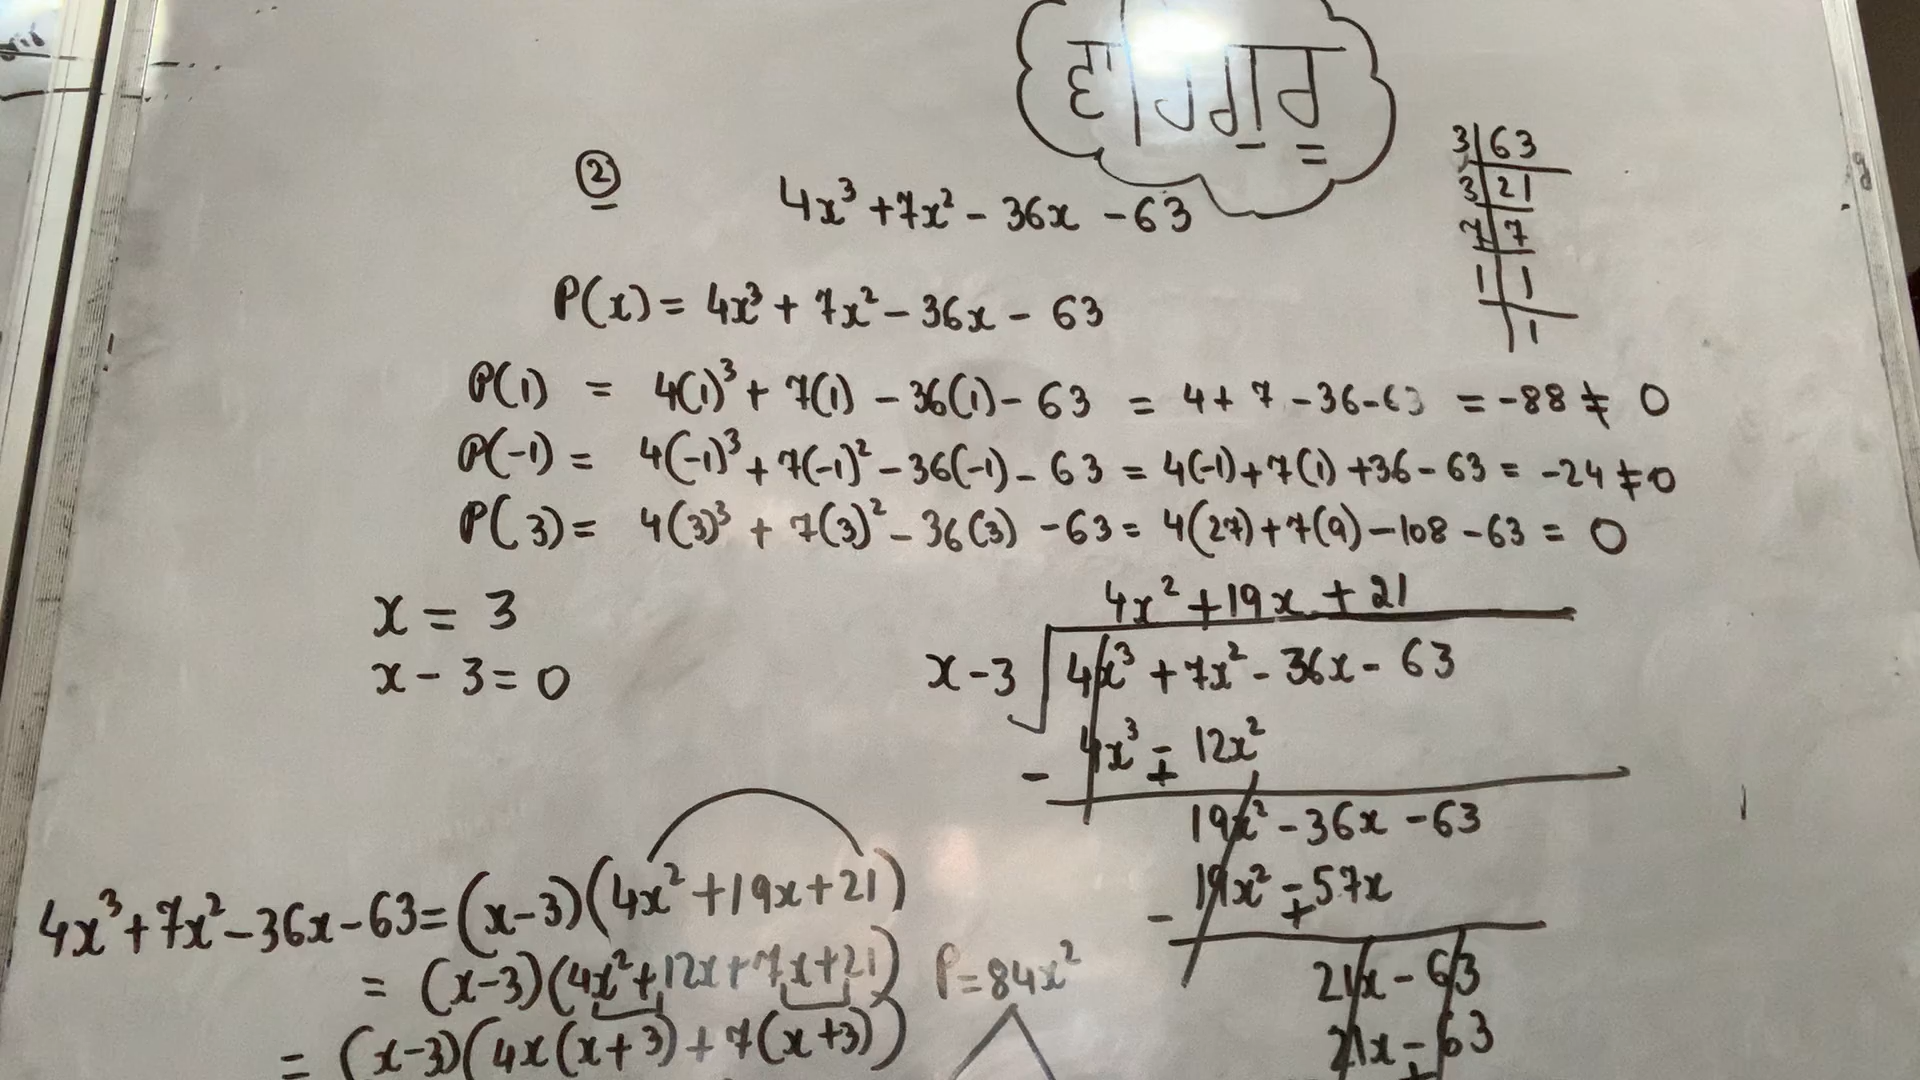 ਵਾਹਗੁਰੂ
②
4x³ + 7x² - 36x - 63
3 | 63
3 | 21
7 | 7
1 | 1
| 1
P(x) = 4x³ + 7x² - 36x - 63
P(1) = 4(1)³ + 7(1) - 36(1) - 63 = 4 + 7 - 36 - 63 = -88 ≠ 0
P(-1) = 4(-1)³ + 7(-1)² - 36(-1) - 63 = 4(-1) + 7(1) + 36 - 63 = -24 ≠ 0
P(3) = 4(3)³ + 7(3)² - 36(3) - 63 = 4(27) + 7(9) - 108 - 63 = 0
x = 3
x - 3 = 0
4x² + 19x + 21
x - 3 | 4x³ + 7x² - 36x - 63
- 4x³ - + 12x²
19x² - 36x - 63
- 19x² - + 57x
21x - 63
21x - + 63
4x³ + 7x² - 36x - 63 = (x-3)(4x² + 19x + 21)
= (x-3)(4x² + 12x + 7x + 21)
P = 84x²
= (x-3)(4x(x+3) + 7(x+3))